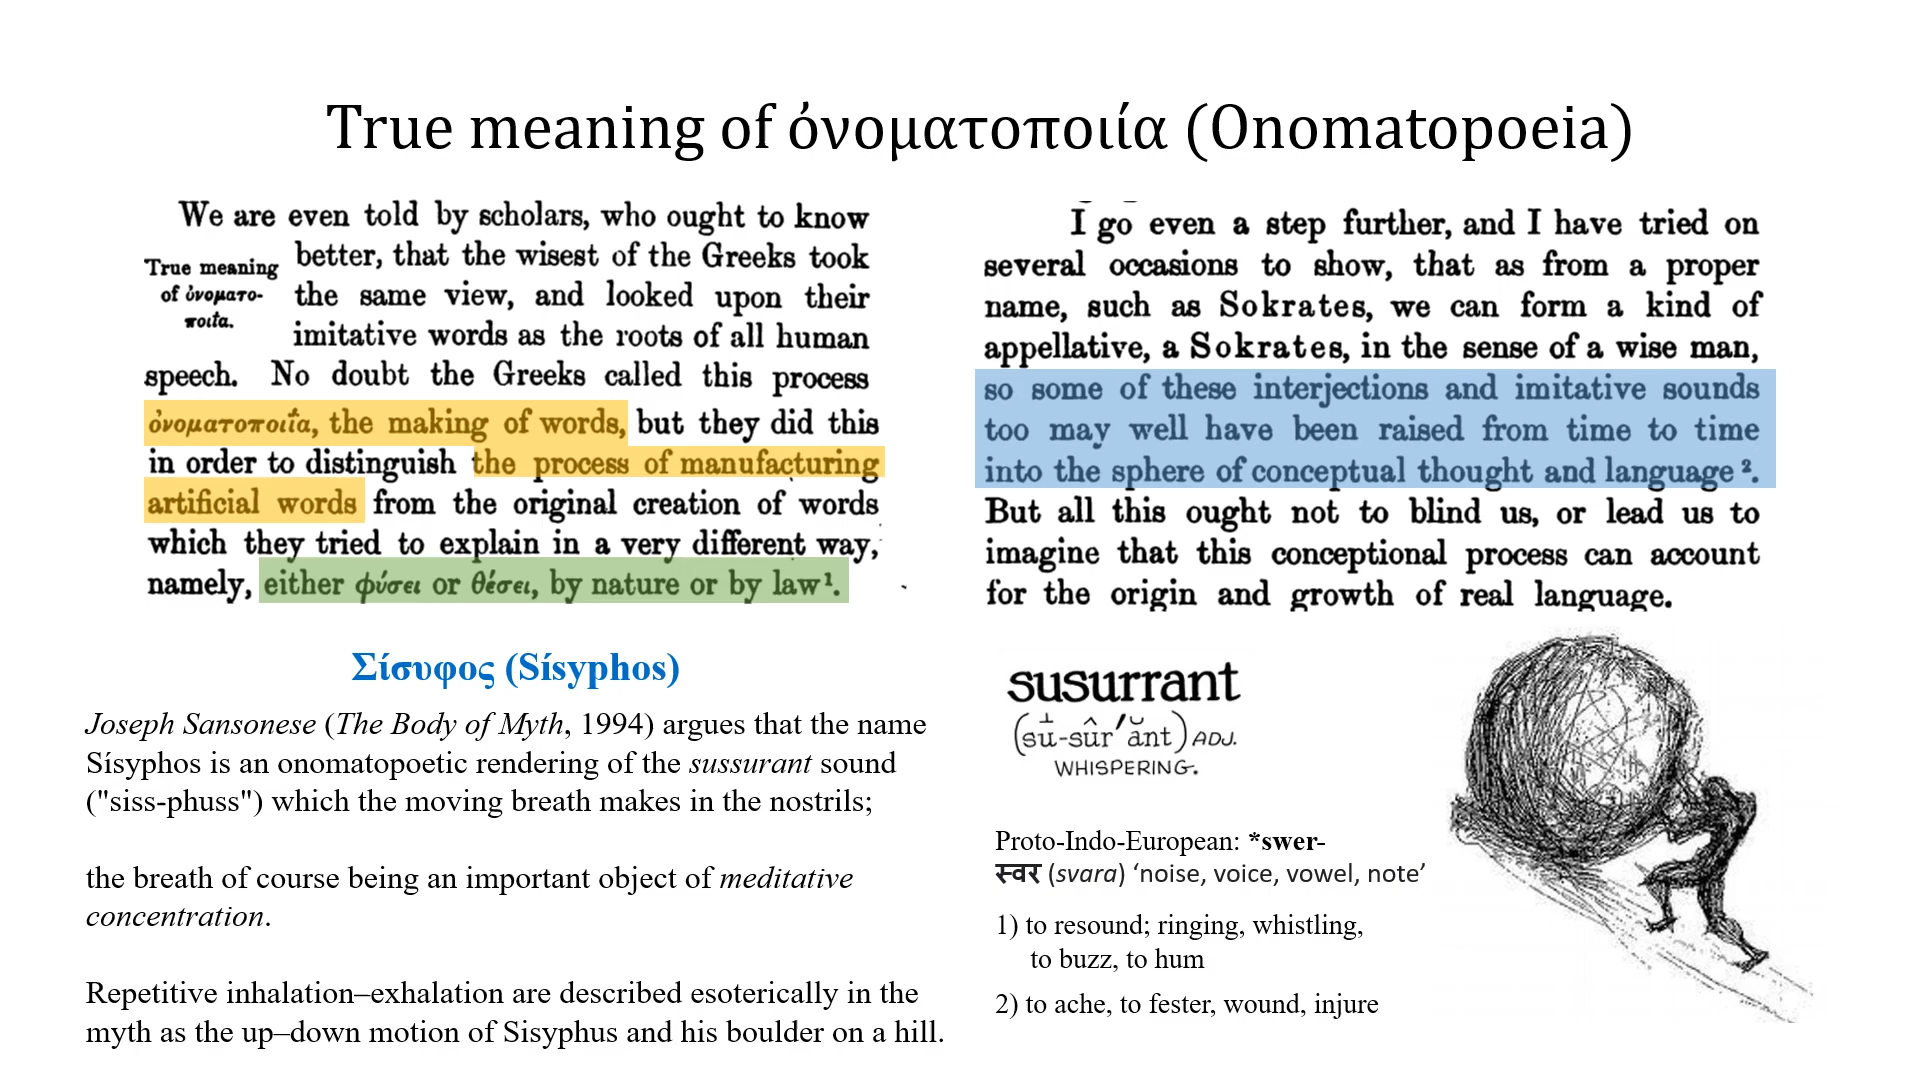 True meaning of ὀνοματοποιία (Onomatopoeia)
We are even told by scholars, who ought to know
better, that the wisest of the Greeks took
True meaning
of ὀνοματο-
ποιΐα.
the same view, and looked upon their
imitative words as the roots of all human
speech. No doubt the Greeks called this process
ὀνοματοποιΐα, the making of words, but they did this
in order to distinguish the process of manufacturing
artificial words from the original creation of words
which they tried to explain in a very different way,
namely, either φύσει or θέσει, by nature or by law¹.
I go even a step further, and I have tried on
several occasions to show, that as from a proper
name, such as Sokrates, we can form a kind of
appellative, a Sokrates, in the sense of a wise man,
so some of these interjections and imitative sounds
too may well have been raised from time to time
into the sphere of conceptual thought and language².
But all this ought not to blind us, or lead us to
imagine that this conceptional process can account
for the origin and growth of real language.
Σίσυφος (Sísyphos)
Joseph Sansonese (The Body of Myth, 1994) argues that the name
Sísyphos is an onomatopoetic rendering of the sussurant sound
("siss-phuss") which the moving breath makes in the nostrils;
the breath of course being an important object of meditative
concentration.
Repetitive inhalation–exhalation are described esoterically in the
myth as the up–down motion of Sisyphus and his boulder on a hill.
susurrant
(su̇-sûr′ănt) ADJ.
WHISPERING.
Proto-Indo-European: *swer-
स्वर (svara) ‘noise, voice, vowel, note’
1) to resound; ringing, whistling,
to buzz, to hum
2) to ache, to fester, wound, injure